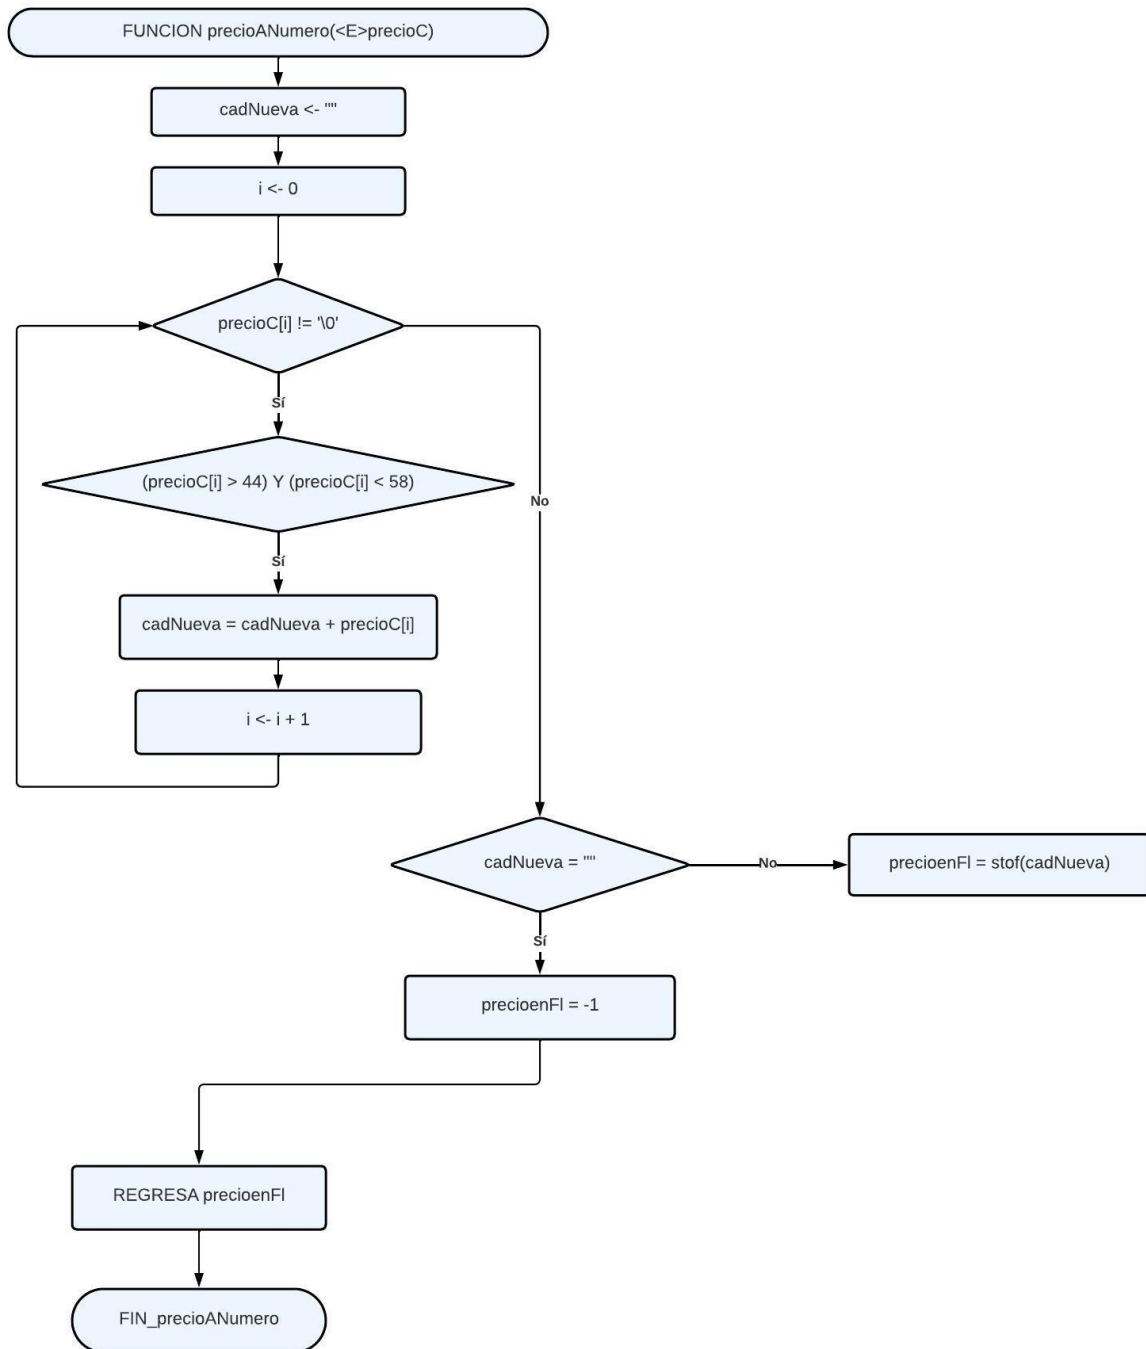 FUNCION precioANumero(<E>precioC)
cadNueva <- ""
i <- 0
precioC[i] != '\0'
Sí
(precioC[i] > 44) Y (precioC[i] < 58)
No
Sí
cadNueva = cadNueva + precioC[i]
i <- i + 1
cadNueva = ""
No
precioenFl = stof(cadNueva)
Sí
precioenFl = -1
REGRESA precioenFl
FIN_precioANumero